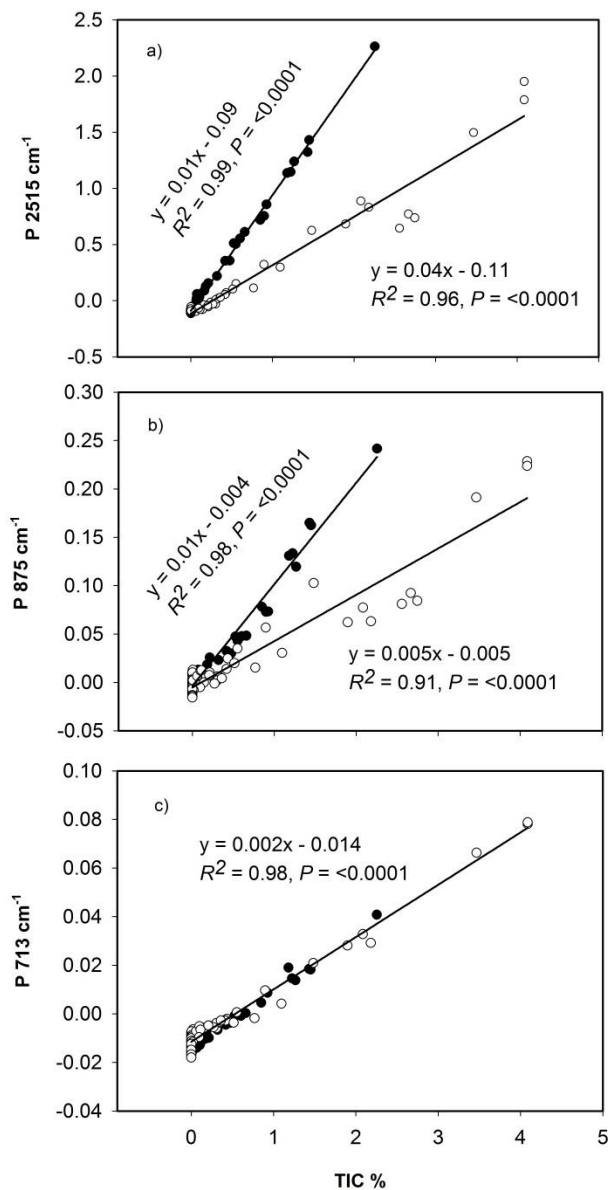 a)
P 2515 cm-1
2.5
2.0
1.5
1.0
0.5
0.0
-0.5
y = 0.01x - 0.09
R2 = 0.99, P = <0.0001
y = 0.04x - 0.11
R2 = 0.96, P = <0.0001
b)
P 875 cm-1
0.30
0.25
0.20
0.15
0.10
0.05
0.00
-0.05
y = 0.01x - 0.004
R2 = 0.98, P = <0.0001
y = 0.005x - 0.005
R2 = 0.91, P = <0.0001
c)
P 713 cm-1
0.10
0.08
0.06
0.04
0.02
0.00
-0.02
-0.04
y = 0.002x - 0.014
R2 = 0.98, P = <0.0001
0 1 2 3 4 5
TIC %